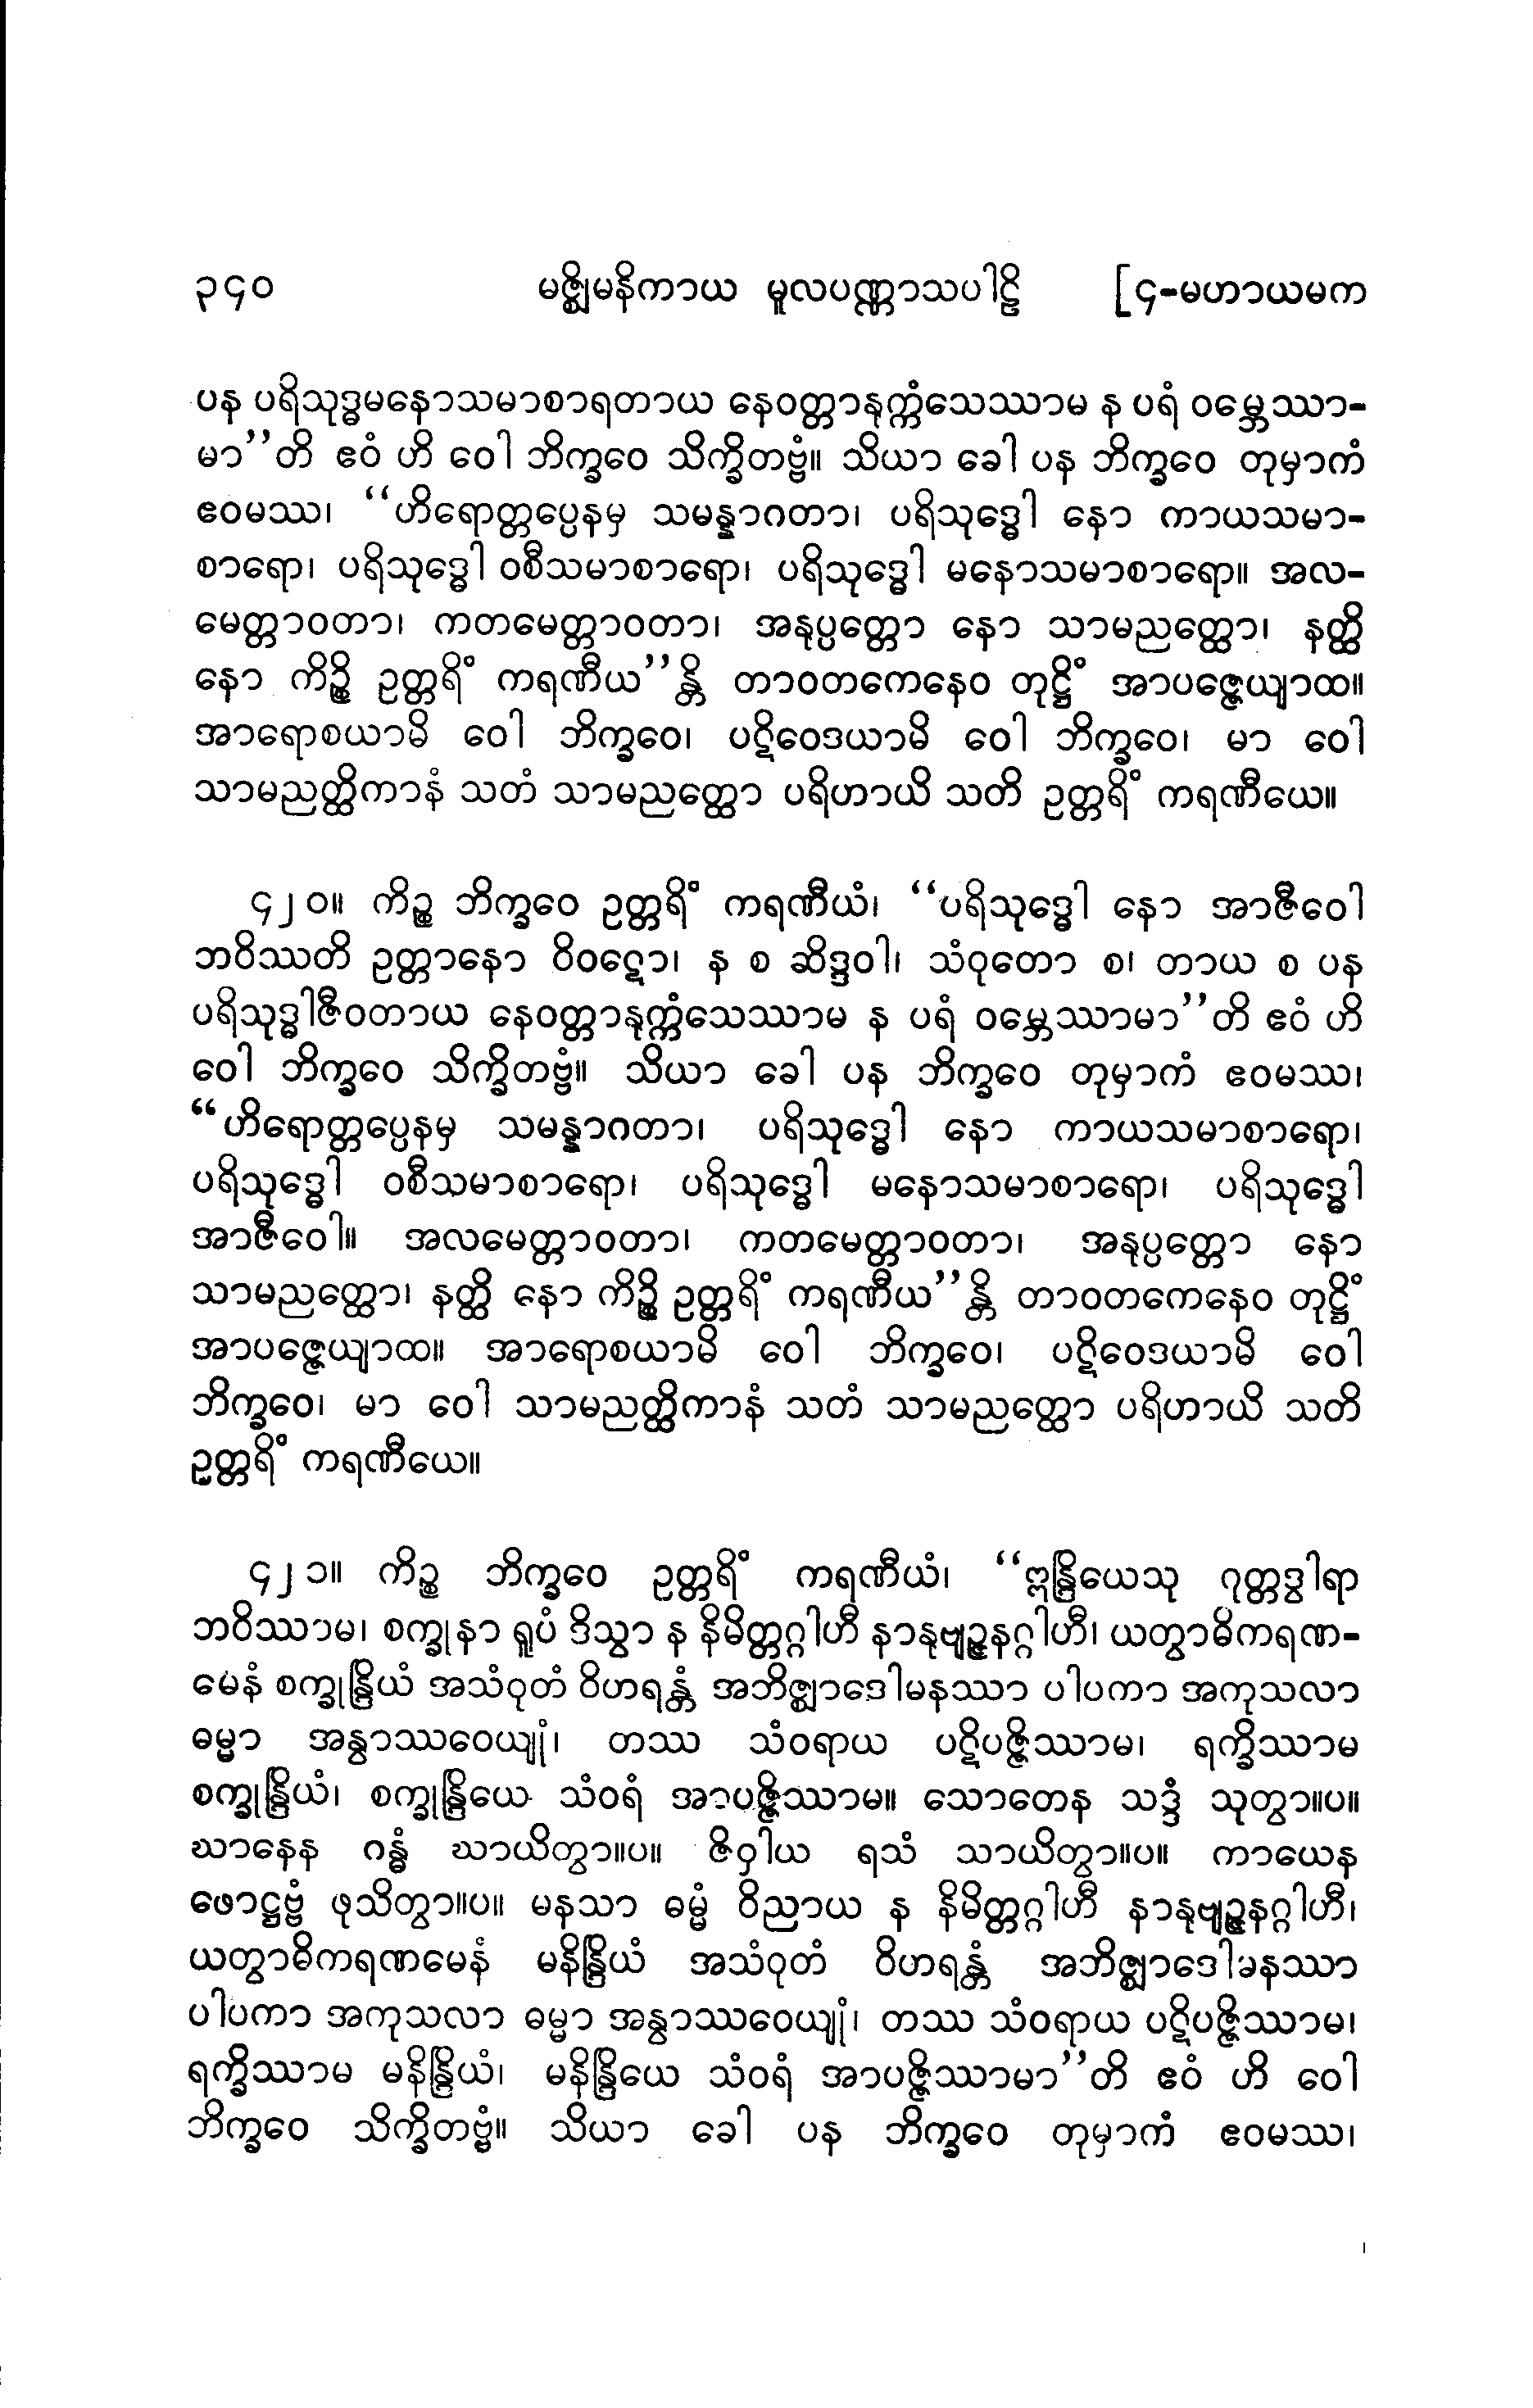 ၃၄၀ မဇ္ဈိမနိကာယ မူလပဏ္ဏာသပါဠိ [၄-မဟာယမက
ပန ပရိသုဒ္ဓမနောသမာစာရတာယ နေဝတ္တာနုက္ကံသေဿာမ န ပရံ ဝမ္ဘေဿာ-
မာ’’တိ ဧဝံ ဟိ ဝေါ ဘိက္ခဝေ သိက္ခိတဗ္ဗံ။ သိယာ ခေါ ပန ဘိက္ခဝေ တုမှာကံ
ဧဝမဿ၊ ‘‘ဟိရောတ္တပ္ပေနမှ သမန္နာဂတာ၊ ပရိသုဒ္ဓေါ နော ကာယသမာ-
စာရော၊ ပရိသုဒ္ဓေါ ဝစီသမာစာရော၊ ပရိသုဒ္ဓေါ မနောသမာစာရော။ အလ-
မေတ္တာဝတာ၊ ကတမေတ္တာဝတာ၊ အနုပ္ပတ္တော နော သာမညတ္ထော၊ နတ္ထိ
နော ကိဉ္စိ ဥတ္တရိံ ကရဏီယ’’န္တိ တာဝတကေနေဝ တုဋ္ဌိံ အာပဇ္ဇေယျာထ။
အာရောစယာမိ ဝေါ ဘိက္ခဝေ၊ ပဋိဝေဒယာမိ ဝေါ ဘိက္ခဝေ၊ မာ ဝေါ
သာမညတ္ထိကာနံ သတံ သာမညတ္ထော ပရိဟာယိ သတိ ဥတ္တရိံ ကရဏီယေ။
၄၂၀။ ကိဉ္စ ဘိက္ခဝေ ဥတ္တရိံ ကရဏီယံ၊ ‘‘ပရိသုဒ္ဓေါ နော အာဇီဝေါ
ဘဝိဿတိ ဥတ္တာနော ဝိဝဋော၊ န စ ဆိဒ္ဒဝါ၊ သံဝုတော စ၊ တာယ စ ပန
ပရိသုဒ္ဓါဇီဝတာယ နေဝတ္တာနုက္ကံသေဿာမ န ပရံ ဝမ္ဘေဿာမာ’’တိ ဧဝံ ဟိ
ဝေါ ဘိက္ခဝေ သိက္ခိတဗ္ဗံ။ သိယာ ခေါ ပန ဘိက္ခဝေ တုမှာကံ ဧဝမဿ၊
‘‘ဟိရောတ္တပ္ပေနမှ သမန္နာဂတာ၊ ပရိသုဒ္ဓေါ နော ကာယသမာစာရော၊
ပရိသုဒ္ဓေါ ဝစီသမာစာရော၊ ပရိသုဒ္ဓေါ မနောသမာစာရော၊ ပရိသုဒ္ဓေါ
အာဇီဝေါ။ အလမေတ္တာဝတာ၊ ကတမေတ္တာဝတာ၊ အနုပ္ပတ္တော နော
သာမညတ္ထော၊ နတ္ထိ နော ကိဉ္စိ ဥတ္တရိံ ကရဏီယ’’န္တိ တာဝတကေနေဝ တုဋ္ဌိံ
အာပဇ္ဇေယျာထ။ အာရောစယာမိ ဝေါ ဘိက္ခဝေ၊ ပဋိဝေဒယာမိ ဝေါ
ဘိက္ခဝေ၊ မာ ဝေါ သာမညတ္ထိကာနံ သတံ သာမညတ္ထော ပရိဟာယိ သတိ
ဥတ္တရိံ ကရဏီယေ။
၄၂၁။ ကိဉ္စ ဘိက္ခဝေ ဥတ္တရိံ ကရဏီယံ၊ ‘‘ဣန္ဒြိယေသု ဂုတ္တဒွါရာ
ဘဝိဿာမ၊ စက္ခုနာ ရူပံ ဒိသွာ န နိမိတ္တဂ္ဂါဟီ နာနုဗျဉ္ဇနဂ္ဂါဟီ၊ ယတွာဓိကရဏ-
မေနံ စက္ခုန္ဒြိယံ အသံဝုတံ ဝိဟရန္တံ အဘိဇ္ဈာဒေါမနဿာ ပါပကာ အကုသလာ
ဓမ္မာ အန္വာဿဝေယျုံ၊ တဿ သံဝရာယ ပဋိပဇ္ဇိဿာမ၊ ရက္ခိဿာမ
စက္ခုန္ဒြိယံ၊ စက္ခုန္ဒြိယေ သံဝရံ အာပဇ္ဇိဿာမ။ သောတေန သဒ္ဒံ သုတွာ။ပ။
ဃာနေန ဂန္ဓံ ဃာယိတွာ။ပ။ ဇိဝှါယ ရသံ သာယိတွာ။ပ။ ကာယေန
ဖောဋ္ဌဗ္ဗံ ဖုသိတွာ။ပ။ မနသာ ဓမ္မံ ဝိညာယ န နိမိတ္တဂ္ဂါဟီ နာနုဗျဉ္ဇနဂ္ဂါဟီ၊
ယတွာဓိကရဏမေနံ မနိန္ဒြိယံ အသံဝုတံ ဝိဟရန္တံ အဘိဇ္ဈာဒေါမနဿာ
ပါပကာ အကုသလာ ဓမ္မာ အနွာဿဝေယျုံ၊ တဿ သံဝရာယ ပဋိပဇ္ဇိဿာမ၊
ရက္ခိဿာမ မနိန္ဒြိယံ၊ မနိန္ဒြိယေ သံဝရံ အာပဇ္ဇိဿာမာ’’တိ ဧဝံ ဟိ ဝေါ
ဘိက္ခဝေ သိက္ခိတဗ္ဗံ။ သိယာ ခေါ ပန ဘိက္ခဝေ တုမှာကံ ဧဝမဿ၊